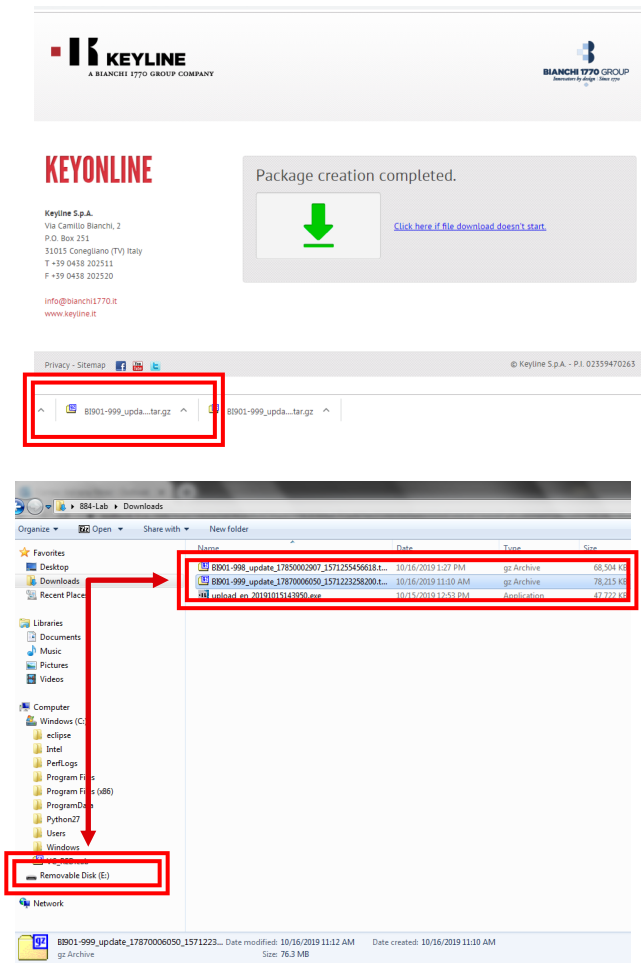 KEYLINE
A BIANCHI 1770 GROUP COMPANY
BIANCHI 1770 GROUP
Innovators by design | Since 1770
KEYONLINE
Keyline S.p.A.
Via Camillo Bianchi, 2
P.O. Box 251
31015 Conegliano (TV) Italy
T +39 0438 202511
F +39 0438 202520
info@bianchi1770.it
www.keyline.it
Package creation completed.
Click here if file download doesn't start.
Privacy - Sitemap
© Keyline S.p.A. - P.I. 02359470263
BI901-999_upda....tar.gz
BI901-999_upda....tar.gz
884-Lab ▸ Downloads
Organize Open Share with New folder
Name Date Type Size
BI901-998_update_17850002907_1571255456618.t... 10/16/2019 1:27 PM gz Archive 68,504 KB
BI901-999_update_17870006050_1571223258200.t... 10/16/2019 11:10 AM gz Archive 78,215 KB
upload_en_20191015143950.exe 10/15/2019 12:53 PM Application 47,722 KB
Favorites
Desktop
Downloads
Recent Places
Libraries
Documents
Music
Pictures
Videos
Computer
Windows (C:)
eclipse
Intel
PerfLogs
Program Files
Program Files (x86)
ProgramData
Python27
Users
Windows
Removable Disk (E:)
Network
BI901-999_update_17870006050_1571223... Date modified: 10/16/2019 11:12 AM Date created: 10/16/2019 11:10 AM
gz Archive Size: 76.3 MB